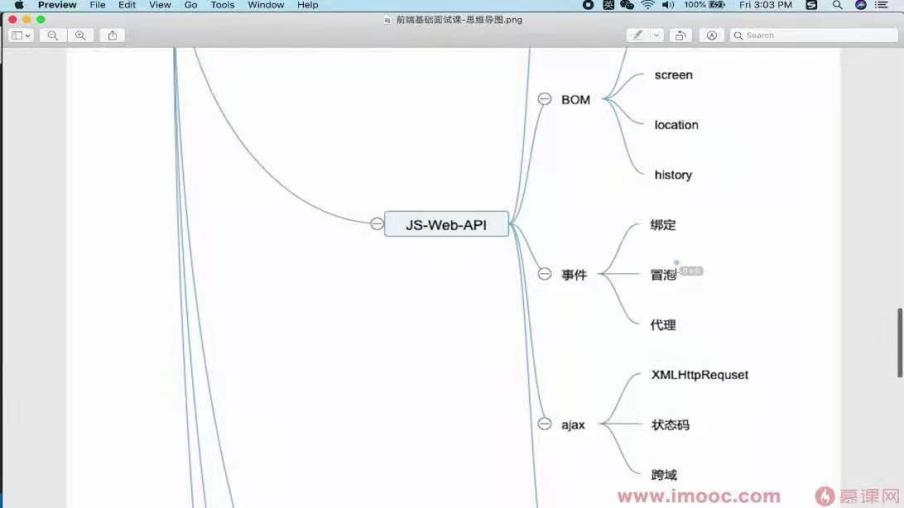 Preview File Edit View Go Tools Window Help 英 100% Fri 3:03 PM
前端基础面试课-思维导图.png
Search
screen
BOM
location
history
JS-Web-API
绑定
事件
冒泡
代理
XMLHttpRequset
ajax
状态码
跨域
www.imooc.com 慕课网